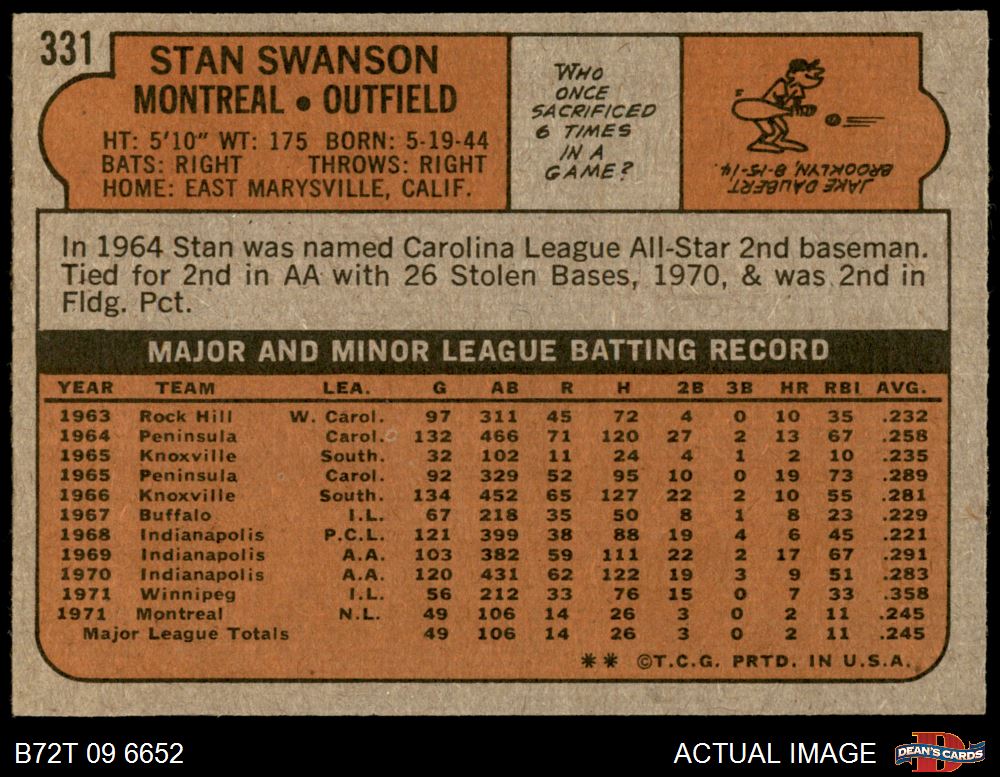 331
STAN SWANSON
MONTREAL • OUTFIELD
HT: 5'10" WT: 175 BORN: 5-19-44
BATS: RIGHT THROWS: RIGHT
HOME: EAST MARYSVILLE, CALIF.
WHO
ONCE
SACRIFICED
6 TIMES
IN A
GAME?
JAKE DAUBERT
BROOKLYN, 8-15-14.
In 1964 Stan was named Carolina League All-Star 2nd baseman.
Tied for 2nd in AA with 26 Stolen Bases, 1970, & was 2nd in
Fldg. Pct.
MAJOR AND MINOR LEAGUE BATTING RECORD
YEAR TEAM LEA. G AB R H 2B 3B HR RBI AVG.
1963 Rock Hill W. Carol. 97 311 45 72 4 0 10 35 .232
1964 Peninsula Carol. 132 466 71 120 27 2 13 67 .258
1965 Knoxville South. 32 102 11 24 4 1 2 10 .235
1965 Peninsula Carol. 92 329 52 95 10 0 19 73 .289
1966 Knoxville South. 134 452 65 127 22 2 10 55 .281
1967 Buffalo I.L. 67 218 35 50 8 1 8 23 .229
1968 Indianapolis P.C.L. 121 399 38 88 19 4 6 45 .221
1969 Indianapolis A.A. 103 382 59 111 22 2 17 67 .291
1970 Indianapolis A.A. 120 431 62 122 19 3 9 51 .283
1971 Winnipeg I.L. 56 212 33 76 15 0 7 33 .358
1971 Montreal N.L. 49 106 14 26 3 0 2 11 .245
Major League Totals 49 106 14 26 3 0 2 11 .245
** ©T.C.G. PRTD. IN U.S.A.
B72T 09 6652
ACTUAL IMAGE
D
DEAN'S CARDS